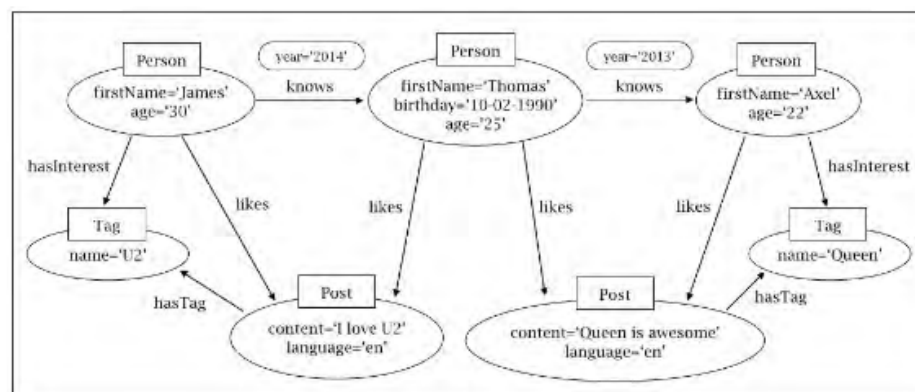 Person
year='2014'
Person
year='2013'
Person
firstName='James'
age='30'
knows
firstName='Thomas'
birthday='10-02-1990'
age='25'
knows
firstName='Axel'
age='22'
hasInterest
likes
likes
likes
likes
hasInterest
Tag
name='U2'
Tag
name='Queen'
hasTag
Post
content='I love U2'
language='en'
Post
content='Queen is awesome'
language='en'
hasTag